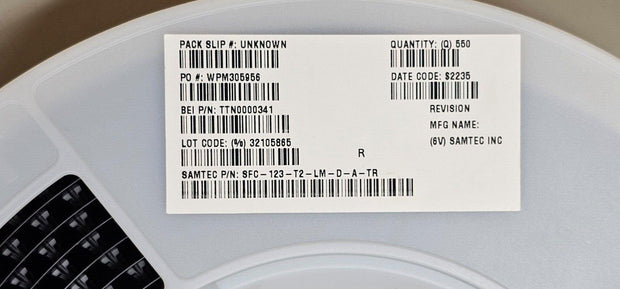 PACK SLIP #: UNKNOWN
QUANTITY: (Q) 550
PO #: WPM305956
DATE CODE: S2235
BEI P/N: TTN0000341
REVISION
MFG NAME:
LOT CODE: (%) 32105865
(6V) SAMTEC INC
R
SAMTEC P/N: SFC-123-T2-LM-D-A-TR